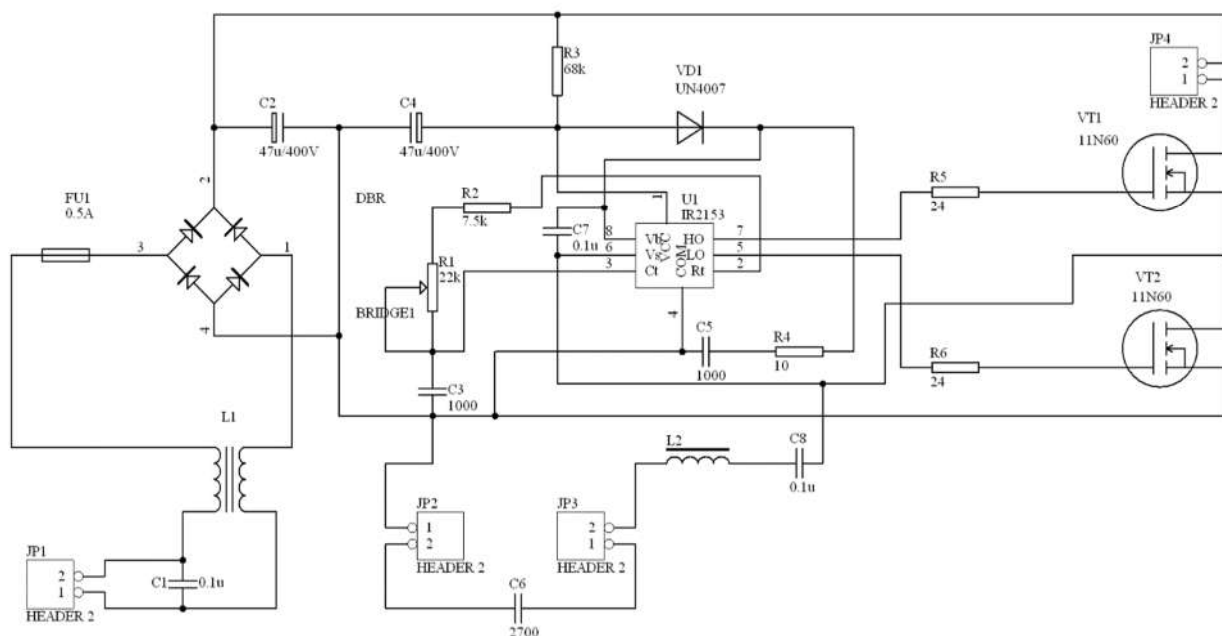 R3
68k
VD1
UN4007
JP4
2
1
HEADER 2
C2
47u/400V
C4
47u/400V
VT1
11N60
FU1
0.5A
2
3
1
4
DBR
BRIDGE1
R2
7.5k
R1
22k
C7
0.1u
U1
IR2153
1
8
6
3
Vb
Vs
Ct
VCC
COM
HO
LO
Rt
7
5
2
4
R5
24
VT2
11N60
C5
1000
R4
10
R6
24
C3
1000
L1
L2
C8
0.1u
JP2
1
2
HEADER 2
JP3
2
1
HEADER 2
JP1
2
1
HEADER 2
C1
0.1u
C6
2700